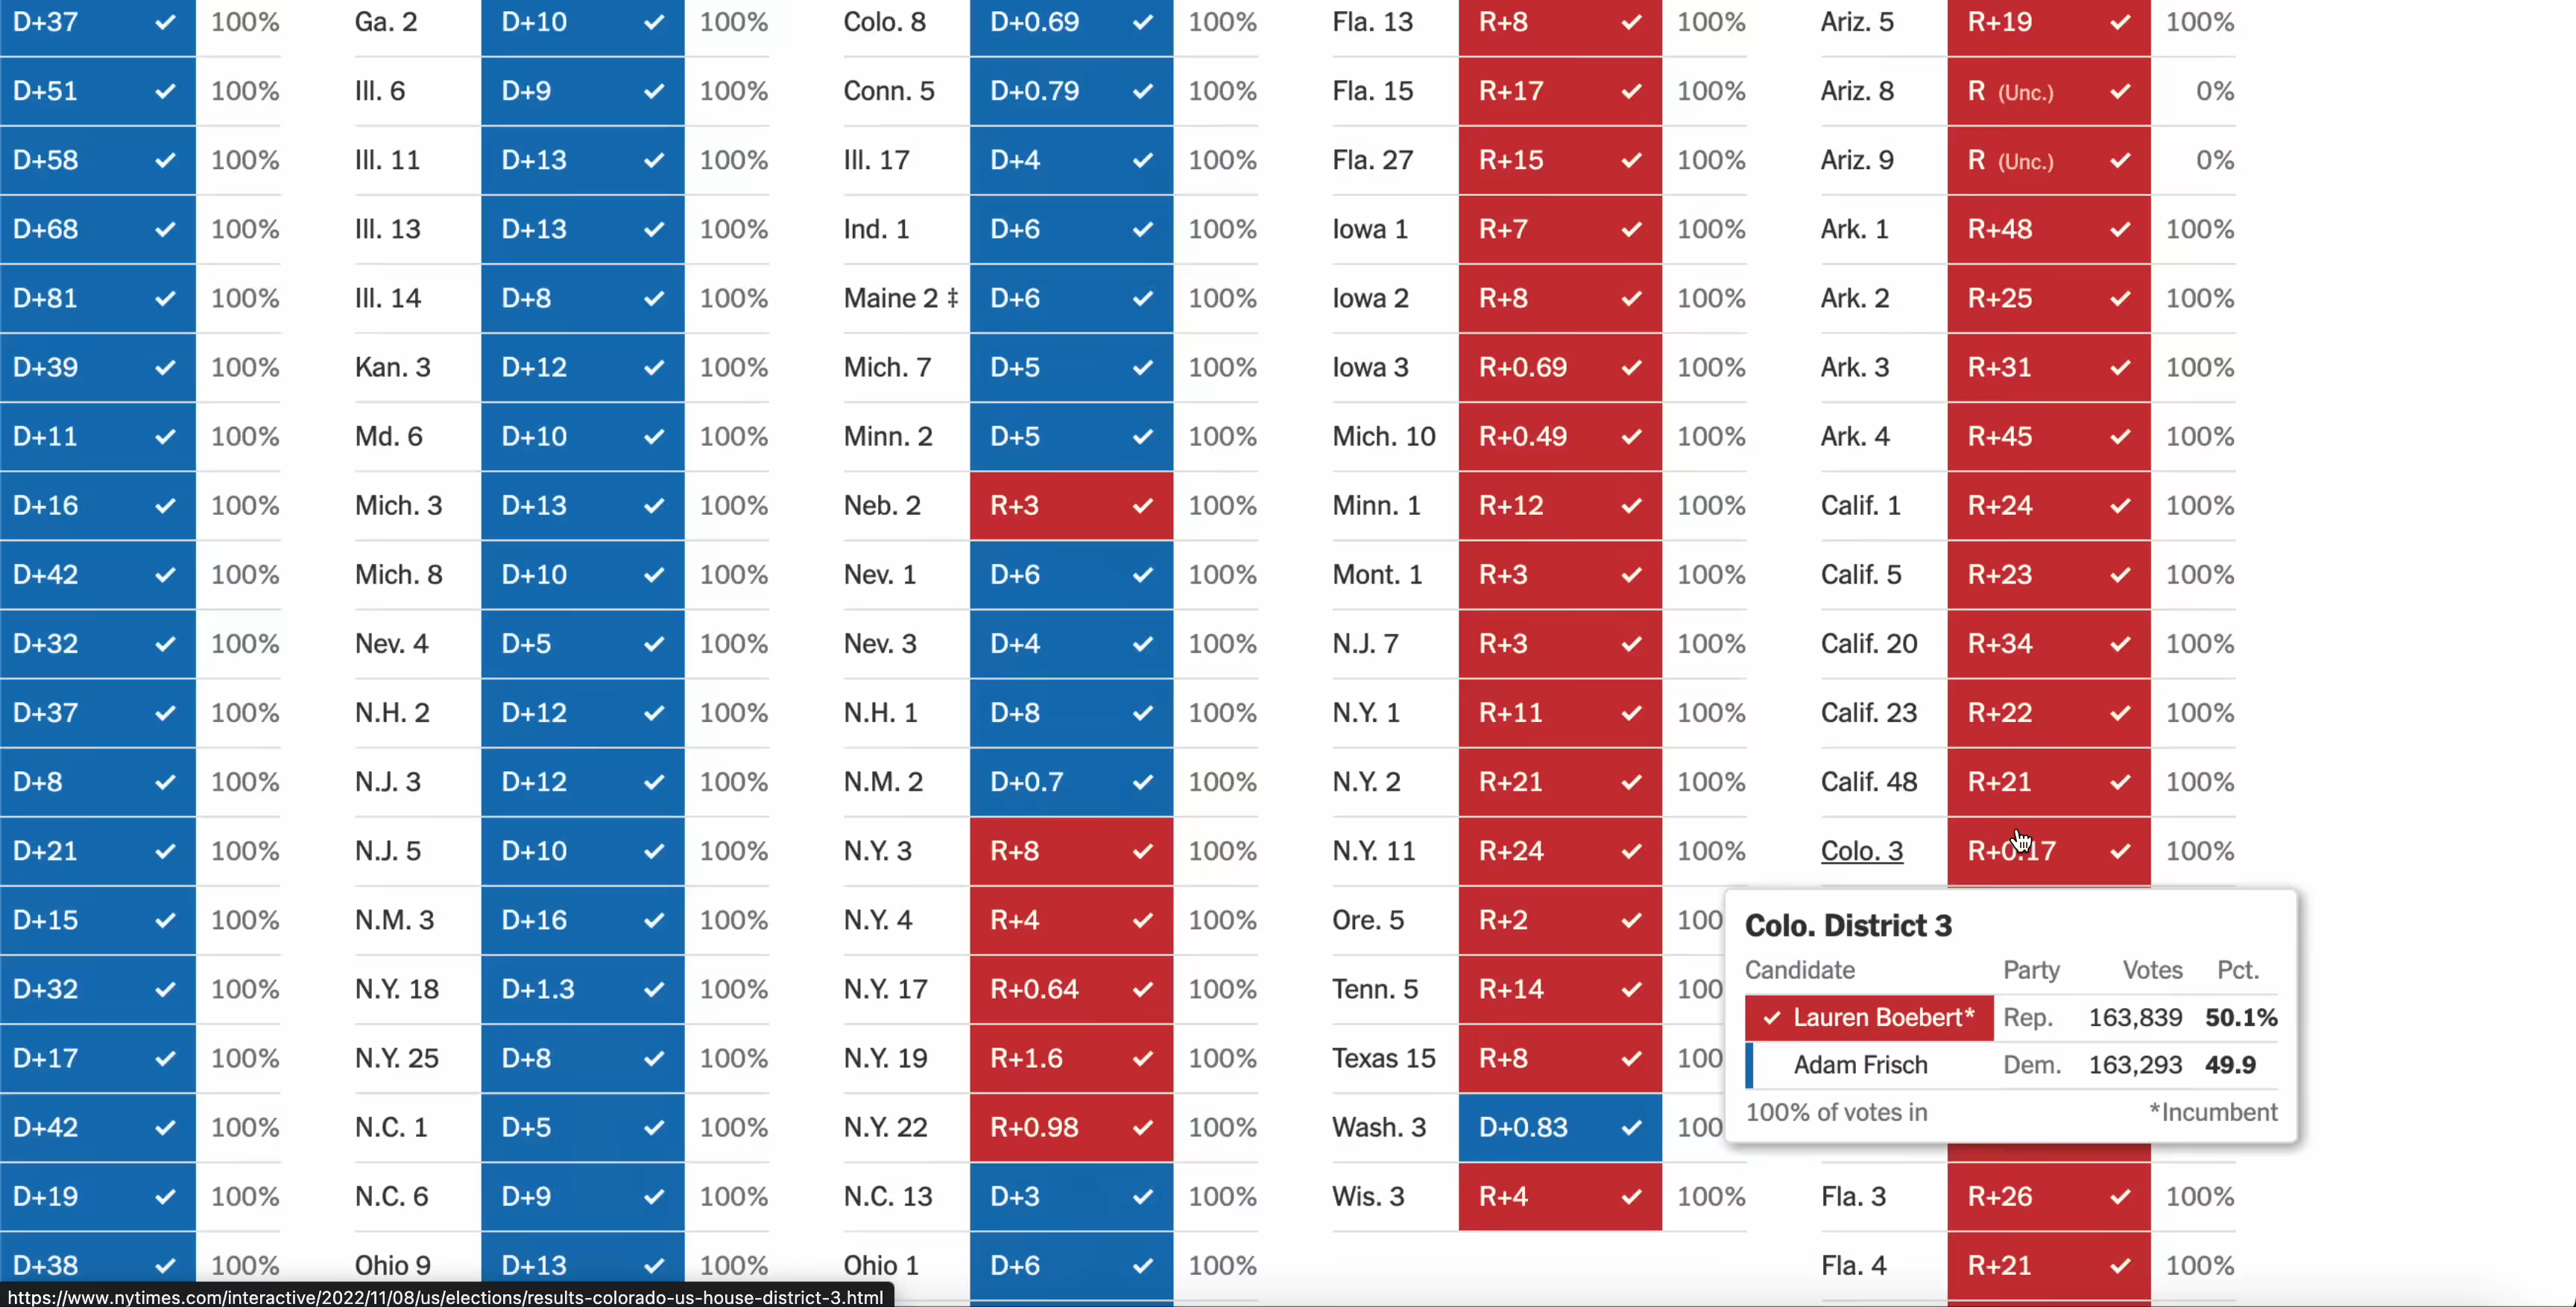 D+37 ✓ 100% Ga. 2 D+10 ✓ 100% Colo. 8 D+0.69 ✓ 100% Fla. 13 R+8 ✓ 100% Ariz. 5 R+19 ✓ 100%
D+51 ✓ 100% Ill. 6 D+9 ✓ 100% Conn. 5 D+0.79 ✓ 100% Fla. 15 R+17 ✓ 100% Ariz. 8 R (Unc.) ✓ 0%
D+58 ✓ 100% Ill. 11 D+13 ✓ 100% Ill. 17 D+4 ✓ 100% Fla. 27 R+15 ✓ 100% Ariz. 9 R (Unc.) ✓ 0%
D+68 ✓ 100% Ill. 13 D+13 ✓ 100% Ind. 1 D+6 ✓ 100% Iowa 1 R+7 ✓ 100% Ark. 1 R+48 ✓ 100%
D+81 ✓ 100% Ill. 14 D+8 ✓ 100% Maine 2 ‡ D+6 ✓ 100% Iowa 2 R+8 ✓ 100% Ark. 2 R+25 ✓ 100%
D+39 ✓ 100% Kan. 3 D+12 ✓ 100% Mich. 7 D+5 ✓ 100% Iowa 3 R+0.69 ✓ 100% Ark. 3 R+31 ✓ 100%
D+11 ✓ 100% Md. 6 D+10 ✓ 100% Minn. 2 D+5 ✓ 100% Mich. 10 R+0.49 ✓ 100% Ark. 4 R+45 ✓ 100%
D+16 ✓ 100% Mich. 3 D+13 ✓ 100% Neb. 2 R+3 ✓ 100% Minn. 1 R+12 ✓ 100% Calif. 1 R+24 ✓ 100%
D+42 ✓ 100% Mich. 8 D+10 ✓ 100% Nev. 1 D+6 ✓ 100% Mont. 1 R+3 ✓ 100% Calif. 5 R+23 ✓ 100%
D+32 ✓ 100% Nev. 4 D+5 ✓ 100% Nev. 3 D+4 ✓ 100% N.J. 7 R+3 ✓ 100% Calif. 20 R+34 ✓ 100%
D+37 ✓ 100% N.H. 2 D+12 ✓ 100% N.H. 1 D+8 ✓ 100% N.Y. 1 R+11 ✓ 100% Calif. 23 R+22 ✓ 100%
D+8 ✓ 100% N.J. 3 D+12 ✓ 100% N.M. 2 D+0.7 ✓ 100% N.Y. 2 R+21 ✓ 100% Calif. 48 R+21 ✓ 100%
D+21 ✓ 100% N.J. 5 D+10 ✓ 100% N.Y. 3 R+8 ✓ 100% N.Y. 11 R+24 ✓ 100% Colo. 3 R+0.17 ✓ 100%
D+15 ✓ 100% N.M. 3 D+16 ✓ 100% N.Y. 4 R+4 ✓ 100% Ore. 5 R+2 ✓ 100
D+32 ✓ 100% N.Y. 18 D+1.3 ✓ 100% N.Y. 17 R+0.64 ✓ 100% Tenn. 5 R+14 ✓ 100
D+17 ✓ 100% N.Y. 25 D+8 ✓ 100% N.Y. 19 R+1.6 ✓ 100% Texas 15 R+8 ✓ 100
D+42 ✓ 100% N.C. 1 D+5 ✓ 100% N.Y. 22 R+0.98 ✓ 100% Wash. 3 D+0.83 ✓ 100
D+19 ✓ 100% N.C. 6 D+9 ✓ 100% N.C. 13 D+3 ✓ 100% Wis. 3 R+4 ✓ 100% Fla. 3 R+26 ✓ 100%
D+38 ✓ 100% Ohio 9 D+13 ✓ 100% Ohio 1 D+6 ✓ 100% Fla. 4 R+21 ✓ 100%
Colo. District 3
Candidate Party Votes Pct.
✓ Lauren Boebert* Rep. 163,839 50.1%
Adam Frisch Dem. 163,293 49.9
100% of votes in *Incumbent
https://www.nytimes.com/interactive/2022/11/08/us/elections/results-colorado-us-house-district-3.html